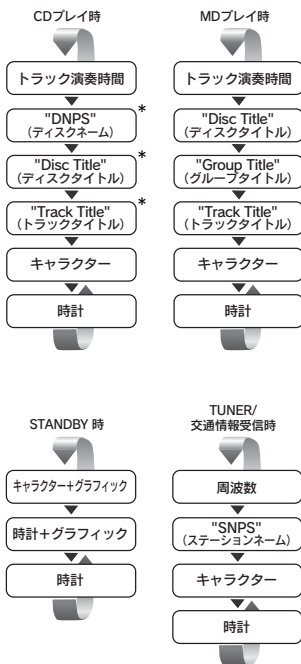 CDプレイ時
トラック演奏時間
"DNPS" *
(ディスクネーム)
"Disc Title" *
(ディスクタイトル)
"Track Title" *
(トラックタイトル)
キャラクター
時計
MDプレイ時
トラック演奏時間
"Disc Title"
(ディスクタイトル)
"Group Title"
(グループタイトル)
"Track Title"
(トラックタイトル)
キャラクター
時計
STANDBY 時
キャラクター+グラフィック
時計+グラフィック
時計
TUNER/
交通情報受信時
周波数
"SNPS"
(ステーションネーム)
キャラクター
時計